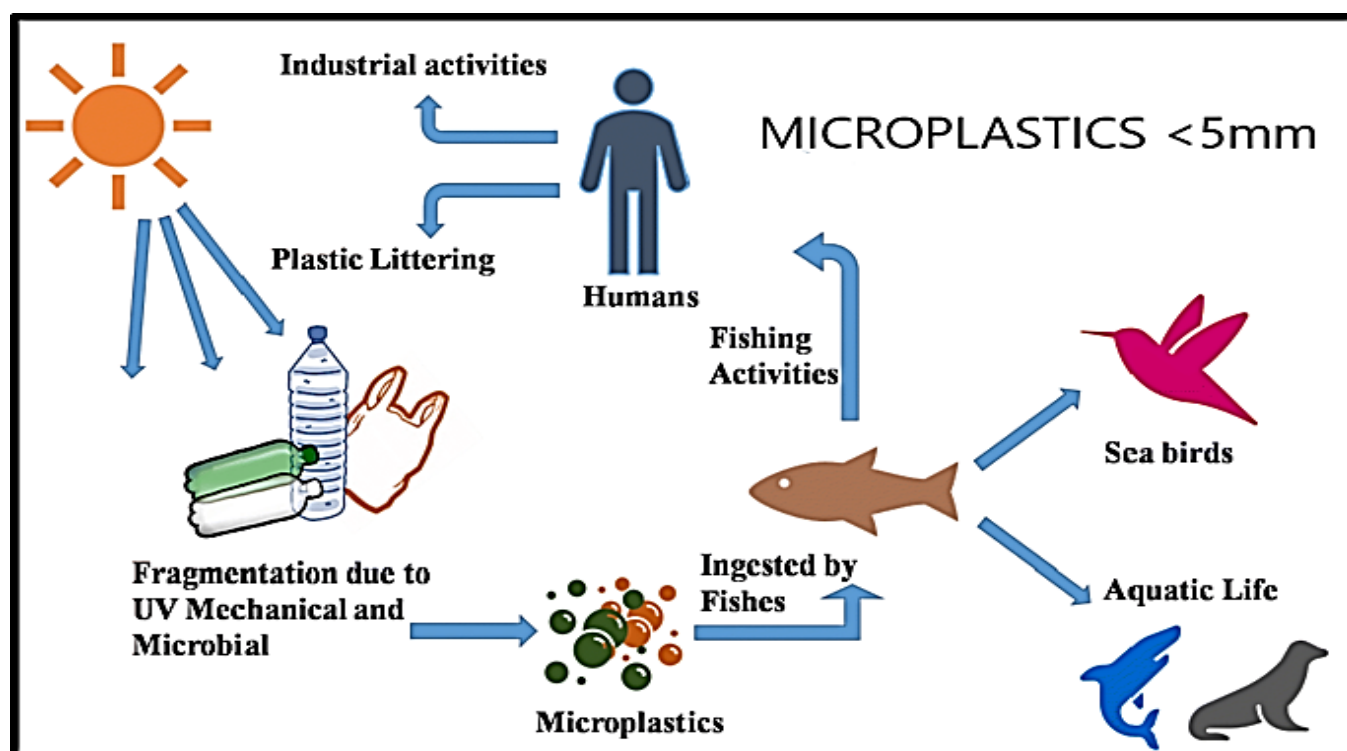 Industrial activities
MICROPLASTICS <5mm
Plastic Littering
Humans
Fishing
Activities
Sea birds
Fragmentation due to
UV Mechanical and
Microbial
Ingested by
Fishes
Aquatic Life
Microplastics